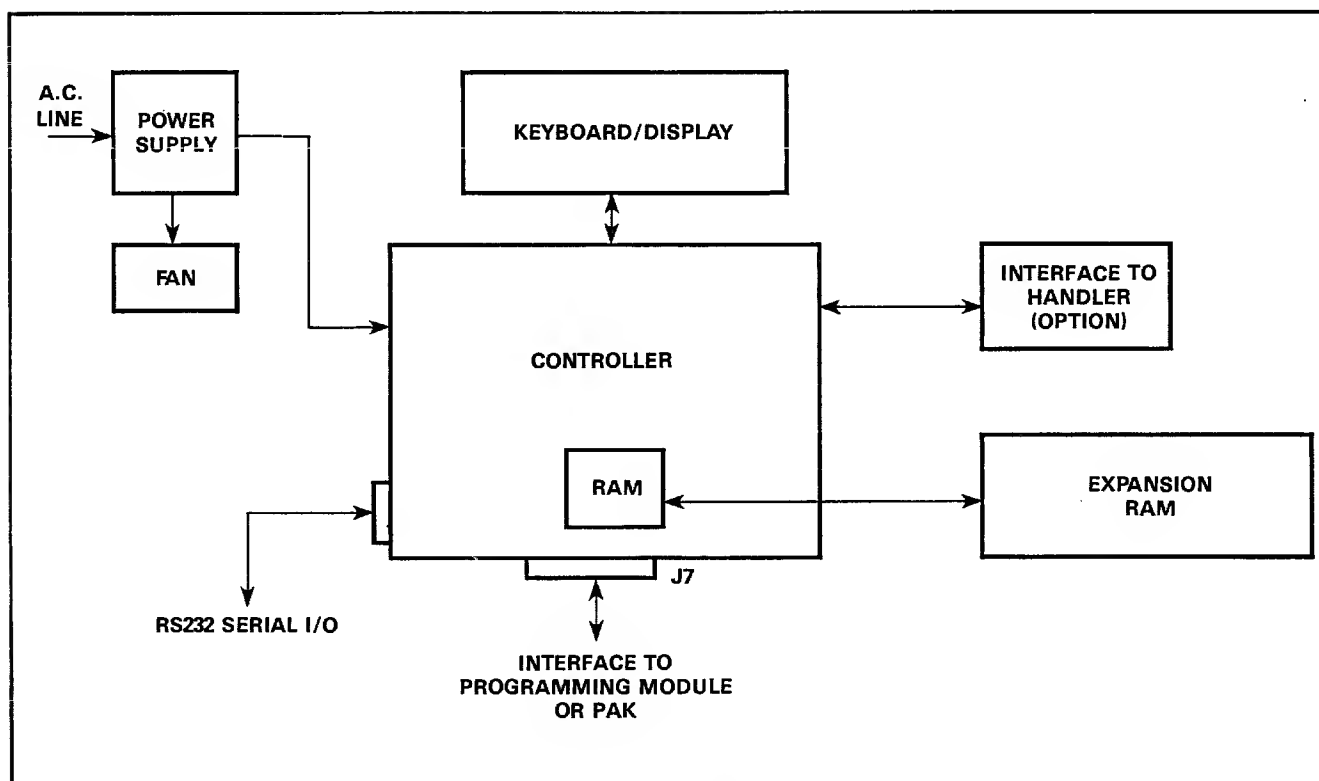 A.C.
LINE
POWER
SUPPLY
KEYBOARD/DISPLAY
FAN
INTERFACE TO
HANDLER
(OPTION)
CONTROLLER
RAM
EXPANSION
RAM
J7
RS232 SERIAL I/O
INTERFACE TO
PROGRAMMING MODULE
OR PAK